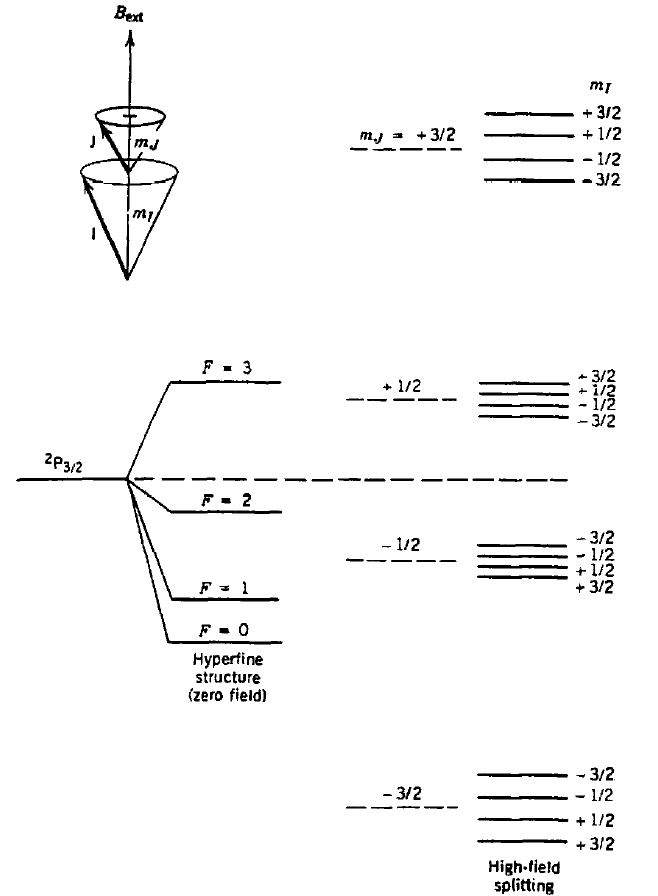 B_ext
m_I
+ 3/2
m_J = + 3/2
+ 1/2
- 1/2
- 3/2
J
m_J
m_I
I
F = 3
+ 1/2
+ 3/2
+ 1/2
- 1/2
- 3/2
²P₃/₂
F = 2
- 1/2
- 3/2
- 1/2
+ 1/2
+ 3/2
F = 1
F = 0
Hyperfine
structure
(zero field)
- 3/2
- 3/2
- 1/2
+ 1/2
+ 3/2
High-field
splitting